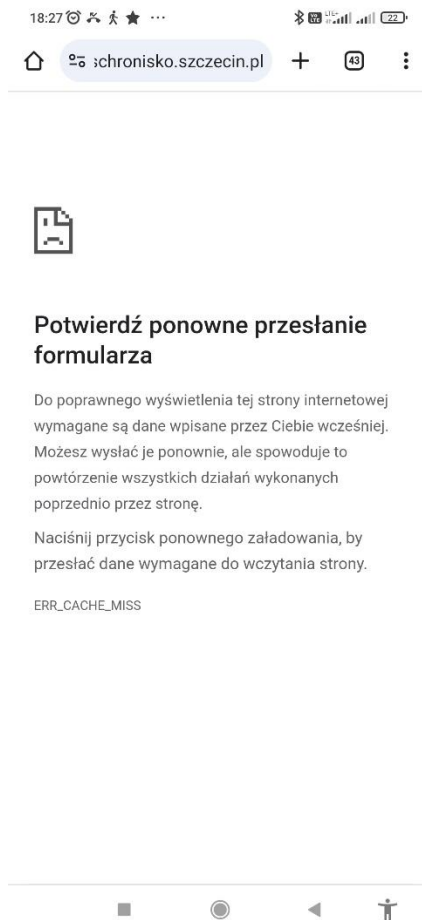 18:27
22
schronisko.szczecin.pl
43
Potwierdź ponowne przesłanie
formularza
Do poprawnego wyświetlenia tej strony internetowej
wymagane są dane wpisane przez Ciebie wcześniej.
Możesz wysłać je ponownie, ale spowoduje to
powtórzenie wszystkich działań wykonanych
poprzednio przez stronę.
Naciśnij przycisk ponownego załadowania, by
przesłać dane wymagane do wczytania strony.
ERR_CACHE_MISS